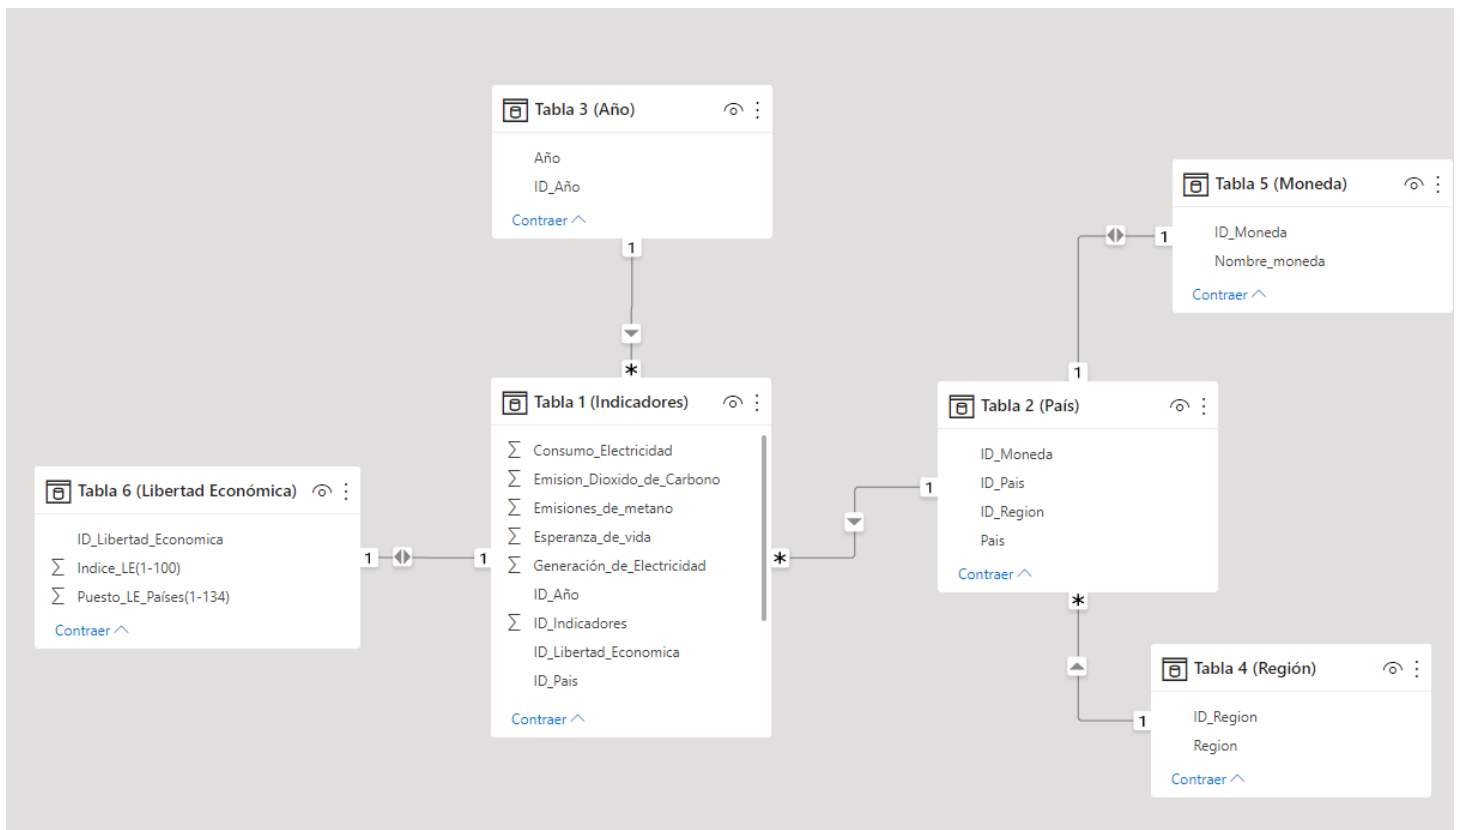 Tabla 3 (Año)
Año
ID_Año
Contraer
1
*
Tabla 5 (Moneda)
ID_Moneda
Nombre_moneda
Contraer
1
1
Tabla 1 (Indicadores)
Consumo_Electricidad
Emision_Dioxido_de_Carbono
Emisiones_de_metano
Esperanza_de_vida
Generación_de_Electricidad
ID_Año
Σ ID_Indicadores
ID_Libertad_Economica
ID_Pais
Contraer
Tabla 2 (País)
ID_Moneda
ID_Pais
ID_Region
Pais
Contraer
1
*
*
Tabla 6 (Libertad Económica)
ID_Libertad_Economica
Σ Indice_LE(1-100)
Σ Puesto_LE_Países(1-134)
Contraer
1
1
Tabla 4 (Región)
ID_Region
Region
Contraer
1